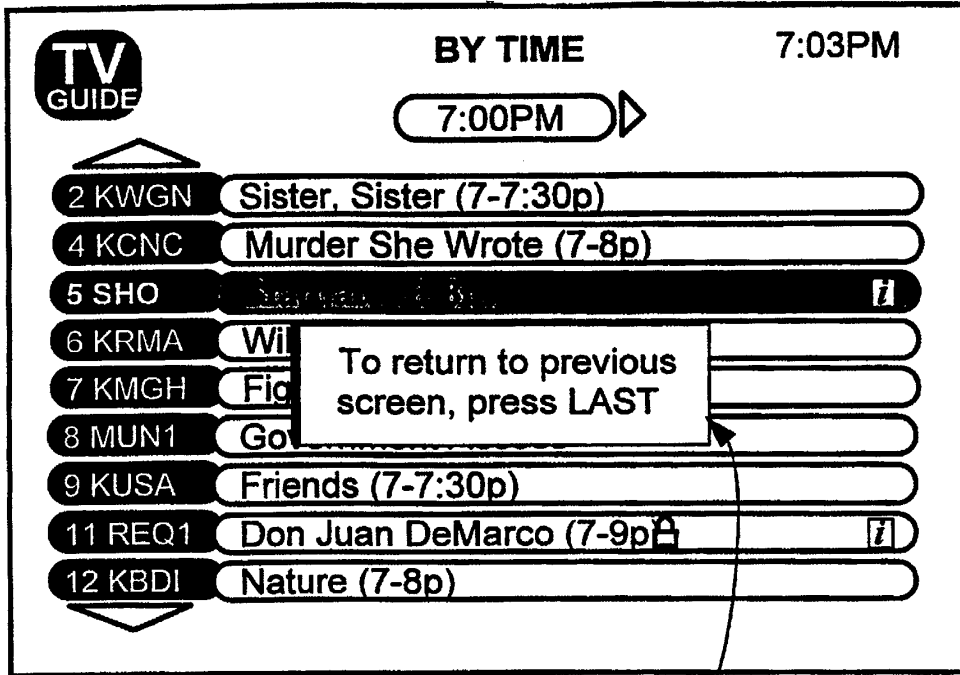 TV
GUIDE
BY TIME
7:03PM
7:00PM
2 KWGN Sister, Sister (7-7:30p)
4 KCNC Murder She Wrote (7-8p)
5 SHO i
6 KRMA Wi
7 KMGH Fig
To return to previous
screen, press LAST
8 MUN1
9 KUSA Friends (7-7:30p)
11 REQ1 Don Juan DeMarco (7-9p i
12 KBDI Nature (7-8p)